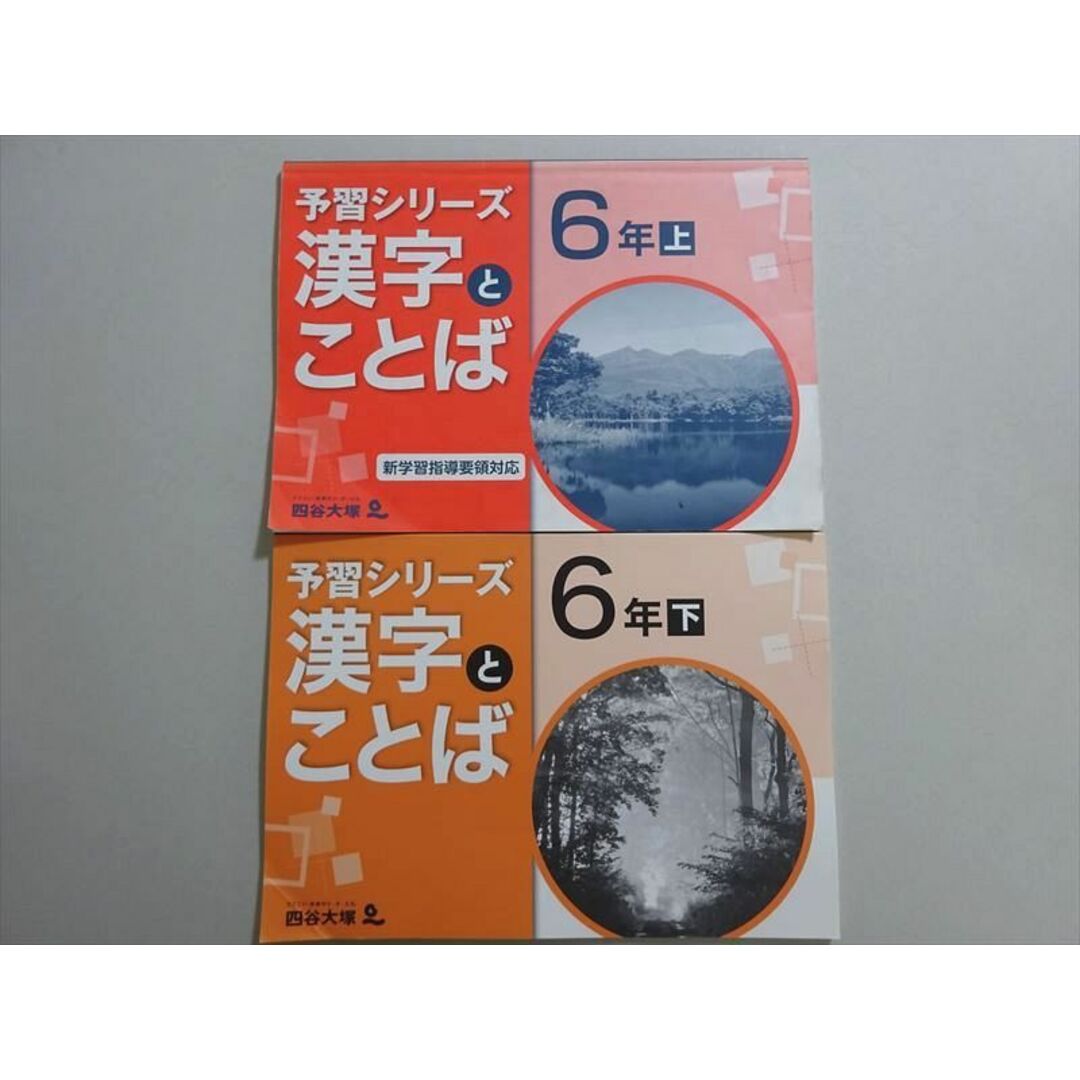 予習シリーズ
漢字と
ことば
新学習指導要領対応
四谷大塚
6年上
予習シリーズ
漢字と
ことば
四谷大塚
6年下